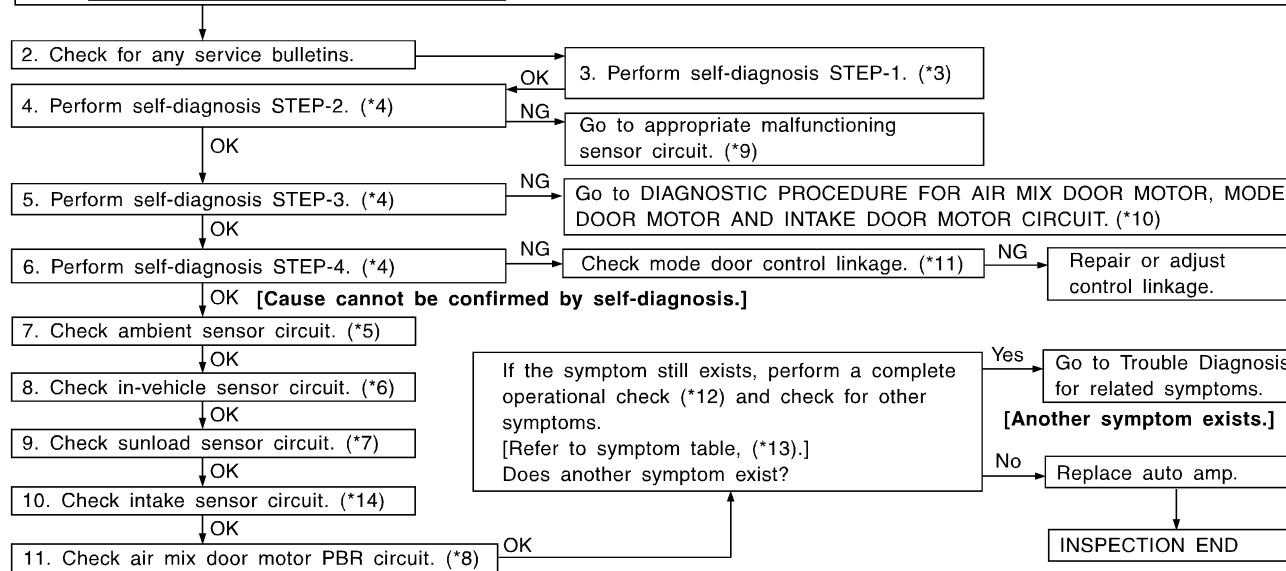 2. Check for any service bulletins.
3. Perform self-diagnosis STEP-1. (*3)
OK
4. Perform self-diagnosis STEP-2. (*4)
NG
Go to appropriate malfunctioning
sensor circuit. (*9)
OK
5. Perform self-diagnosis STEP-3. (*4)
NG
Go to DIAGNOSTIC PROCEDURE FOR AIR MIX DOOR MOTOR, MODE
DOOR MOTOR AND INTAKE DOOR MOTOR CIRCUIT. (*10)
OK
6. Perform self-diagnosis STEP-4. (*4)
NG
Check mode door control linkage. (*11)
NG
Repair or adjust
control linkage.
OK
[Cause cannot be confirmed by self-diagnosis.]
7. Check ambient sensor circuit. (*5)
OK
8. Check in-vehicle sensor circuit. (*6)
OK
9. Check sunload sensor circuit. (*7)
OK
10. Check intake sensor circuit. (*14)
OK
11. Check air mix door motor PBR circuit. (*8)
OK
If the symptom still exists, perform a complete
operational check (*12) and check for other
symptoms.
[Refer to symptom table, (*13).]
Does another symptom exist?
Yes
Go to Trouble Diagnosis
for related symptoms.
[Another symptom exists.]
No
Replace auto amp.
INSPECTION END